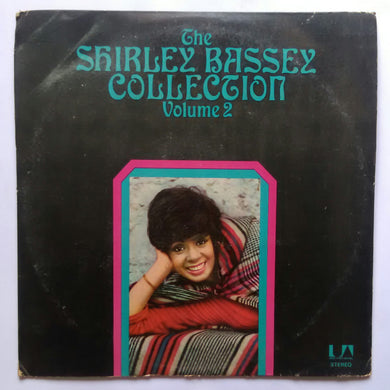 The
SHIRLEY BASSEY
COLLECTION
Volume 2
UA
STEREO